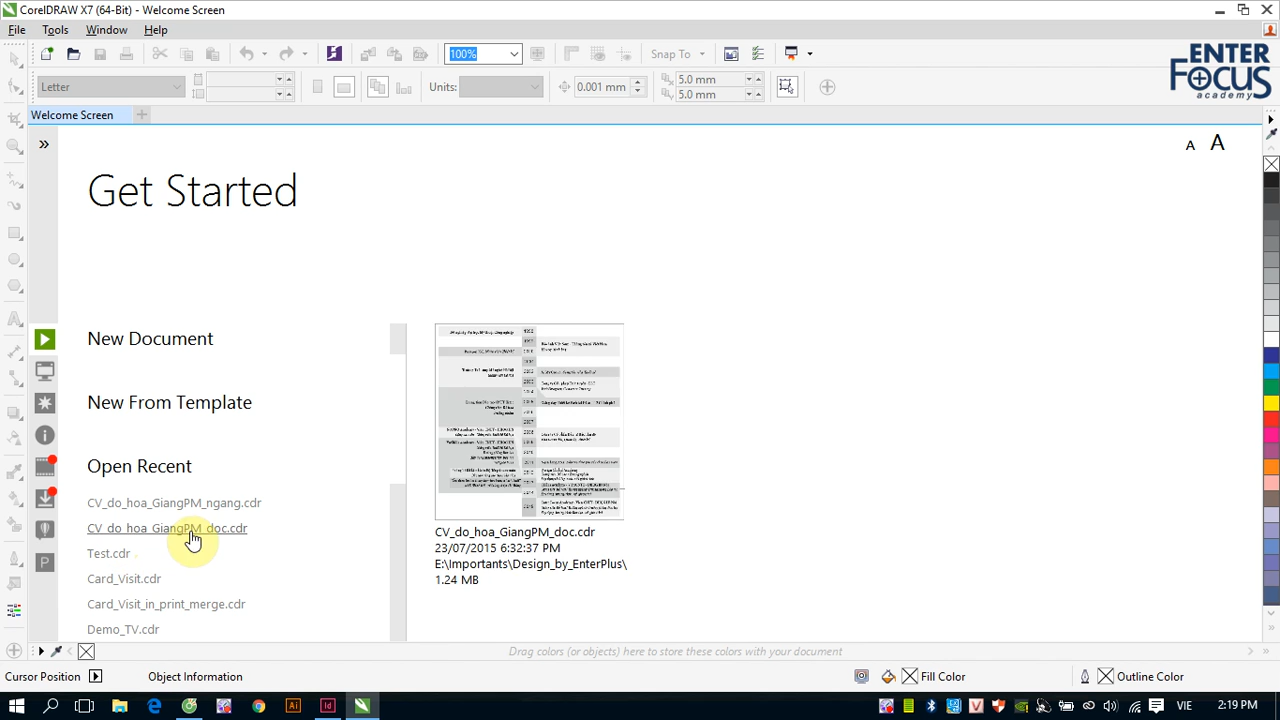 CorelDRAW X7 (64-Bit) - Welcome Screen
File Tools Window Help
100% Snap To
ENTER
FOCUS
academy
Letter Units: 0.001 mm 5.0 mm
5.0 mm
Welcome Screen
A A
Get Started
New Document
New From Template
Open Recent
CV_do_hoa_GiangPM_ngang.cdr
CV_do_hoa_GiangPM_doc.cdr
Test.cdr
Card_Visit.cdr
Card_Visit_in_print_merge.cdr
Demo_TV.cdr
CV_do_hoa_GiangPM_doc.cdr
23/07/2015 6:32:37 PM
E:\Importants\Design_by_EnterPlus\
1.24 MB
Drag colors (or objects) here to store these colors with your document
Cursor Position Object Information Fill Color Outline Color
Ai Id VIE 2:19 PM